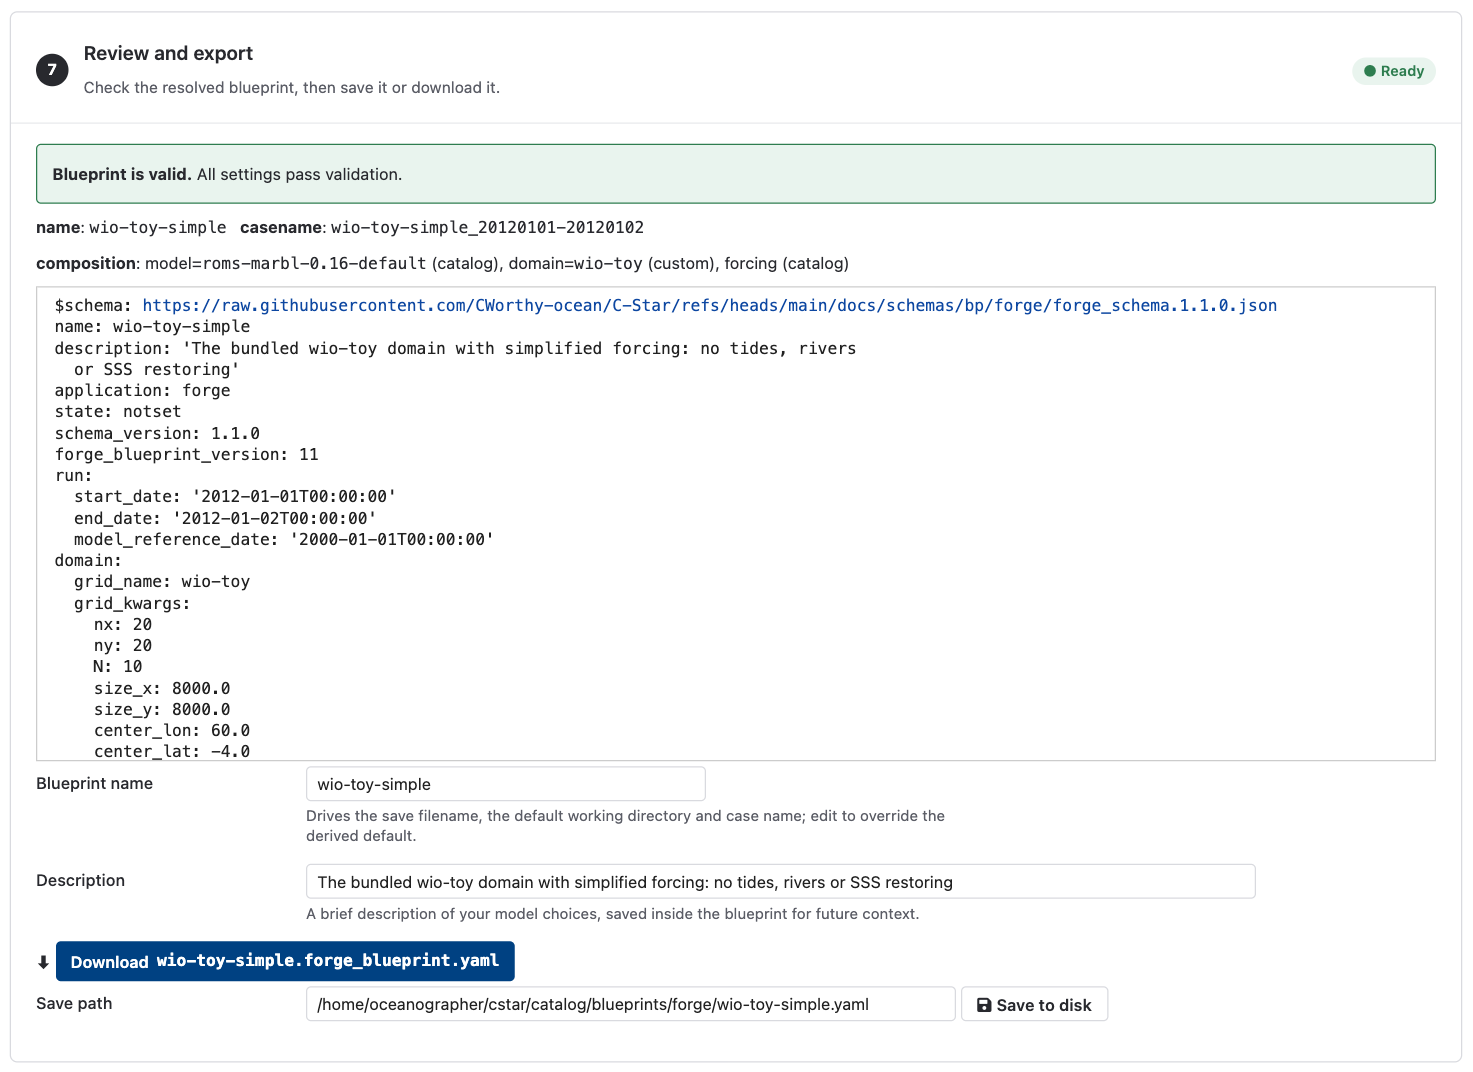 7
Review and export
Check the resolved blueprint, then save it or download it.
Ready
Blueprint is valid. All settings pass validation.
name: wio-toy-simple casename: wio-toy-simple_20120101-20120102
composition: model=roms-marbl-0.16-default (catalog), domain=wio-toy (custom), forcing (catalog)
$schema: https://raw.githubusercontent.com/CWorthy-ocean/C-Star/refs/heads/main/docs/schemas/bp/forge/forge_schema.1.1.0.json
name: wio-toy-simple
description: 'The bundled wio-toy domain with simplified forcing: no tides, rivers
  or SSS restoring'
application: forge
state: notset
schema_version: 1.1.0
forge_blueprint_version: 11
run:
  start_date: '2012-01-01T00:00:00'
  end_date: '2012-01-02T00:00:00'
  model_reference_date: '2000-01-01T00:00:00'
domain:
  grid_name: wio-toy
  grid_kwargs:
    nx: 20
    ny: 20
    N: 10
    size_x: 8000.0
    size_y: 8000.0
    center_lon: 60.0
    center_lat: -4.0
Blueprint name
wio-toy-simple
Drives the save filename, the default working directory and case name; edit to override the
derived default.
Description
The bundled wio-toy domain with simplified forcing: no tides, rivers or SSS restoring
A brief description of your model choices, saved inside the blueprint for future context.
Download wio-toy-simple.forge_blueprint.yaml
Save path
/home/oceanographer/cstar/catalog/blueprints/forge/wio-toy-simple.yaml
Save to disk